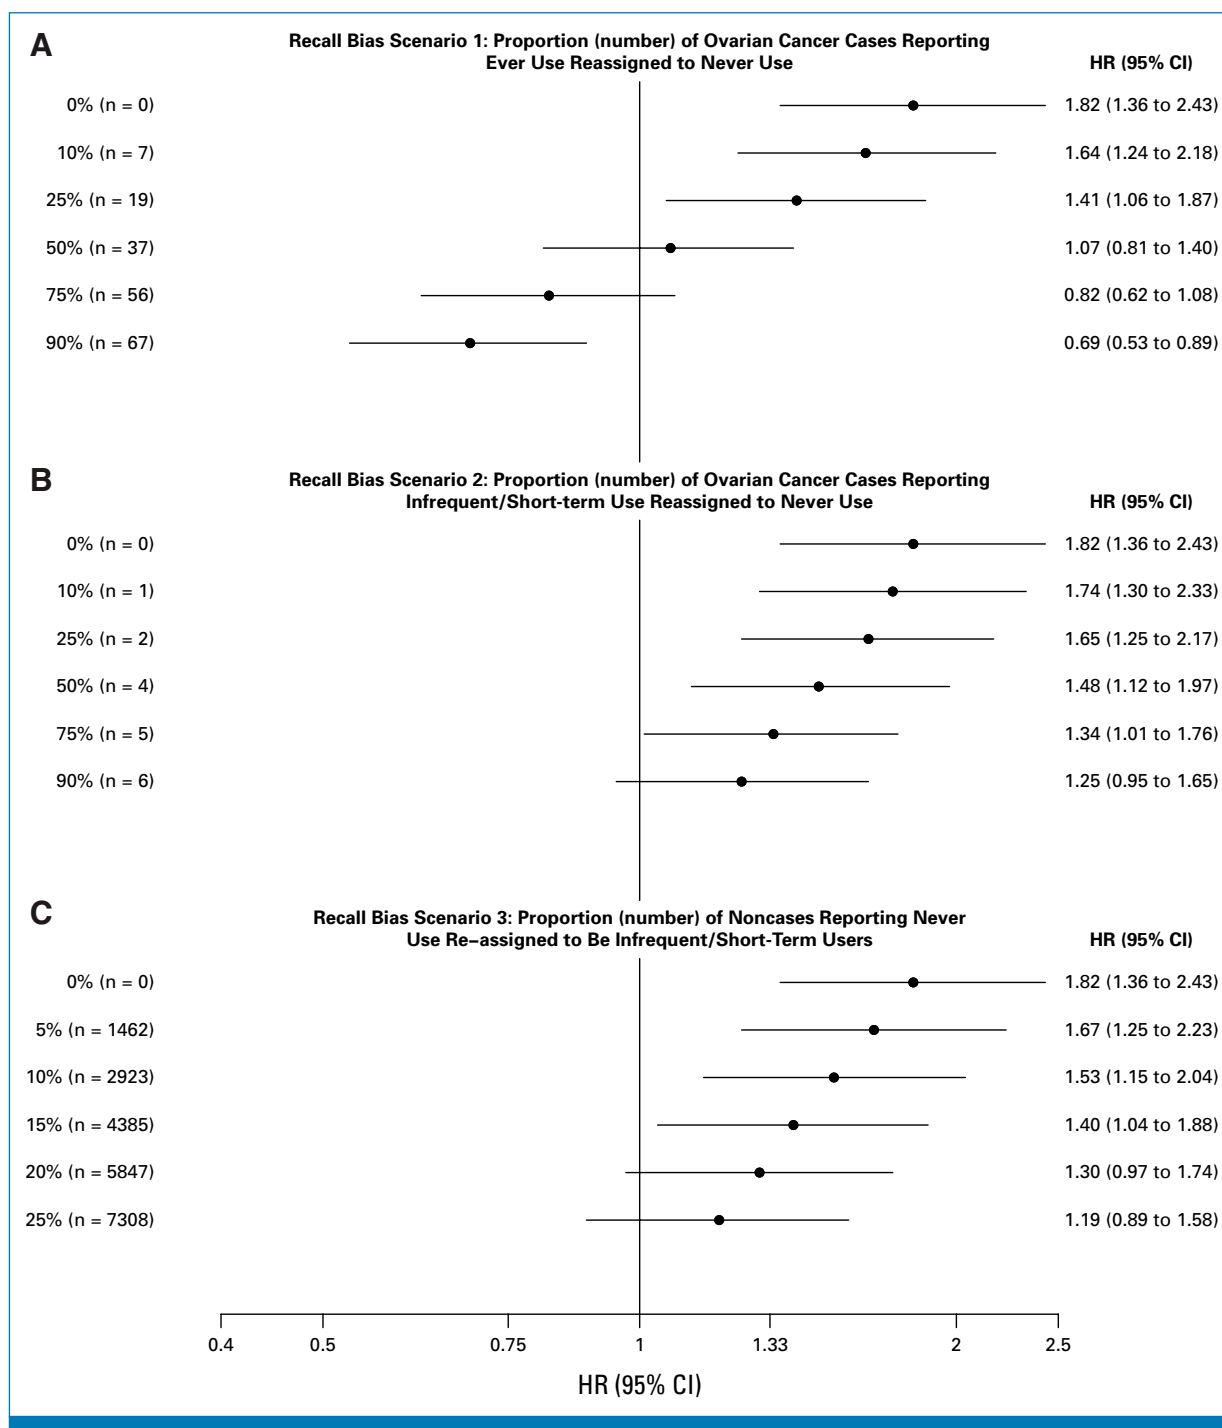 A
Recall Bias Scenario 1: Proportion (number) of Ovarian Cancer Cases Reporting
Ever Use Reassigned to Never Use
HR (95% CI)
0% (n = 0) 1.82 (1.36 to 2.43)
10% (n = 7) 1.64 (1.24 to 2.18)
25% (n = 19) 1.41 (1.06 to 1.87)
50% (n = 37) 1.07 (0.81 to 1.40)
75% (n = 56) 0.82 (0.62 to 1.08)
90% (n = 67) 0.69 (0.53 to 0.89)
B
Recall Bias Scenario 2: Proportion (number) of Ovarian Cancer Cases Reporting
Infrequent/Short-term Use Reassigned to Never Use
HR (95% CI)
0% (n = 0) 1.82 (1.36 to 2.43)
10% (n = 1) 1.74 (1.30 to 2.33)
25% (n = 2) 1.65 (1.25 to 2.17)
50% (n = 4) 1.48 (1.12 to 1.97)
75% (n = 5) 1.34 (1.01 to 1.76)
90% (n = 6) 1.25 (0.95 to 1.65)
C
Recall Bias Scenario 3: Proportion (number) of Noncases Reporting Never
Use Re−assigned to Be Infrequent/Short-Term Users
HR (95% CI)
0% (n = 0) 1.82 (1.36 to 2.43)
5% (n = 1462) 1.67 (1.25 to 2.23)
10% (n = 2923) 1.53 (1.15 to 2.04)
15% (n = 4385) 1.40 (1.04 to 1.88)
20% (n = 5847) 1.30 (0.97 to 1.74)
25% (n = 7308) 1.19 (0.89 to 1.58)
0.4 0.5 0.75 1 1.33 2 2.5
HR (95% CI)